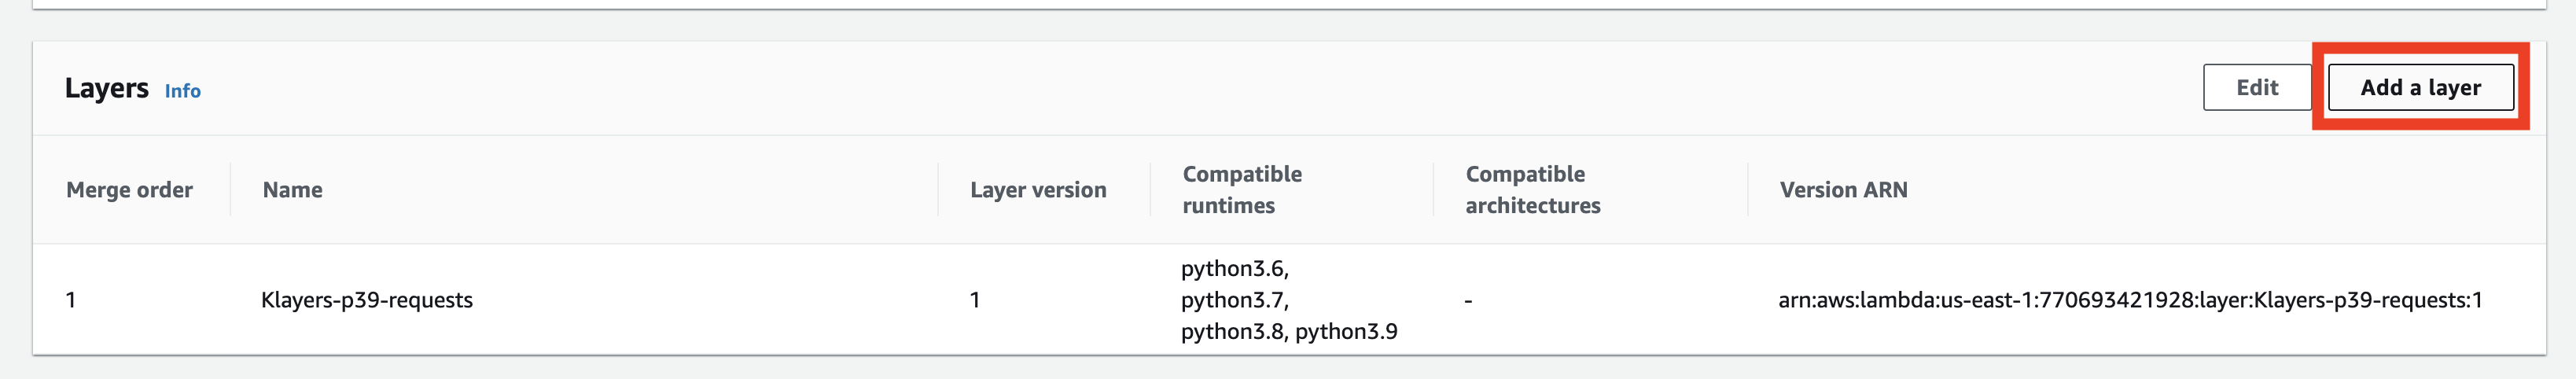 Layers Info
Edit
Add a layer
Merge order
Name
Layer version
Compatible
runtimes
Compatible
architectures
Version ARN
1
Klayers-p39-requests
1
python3.6,
python3.7,
python3.8, python3.9
-
arn:aws:lambda:us-east-1:770693421928:layer:Klayers-p39-requests:1